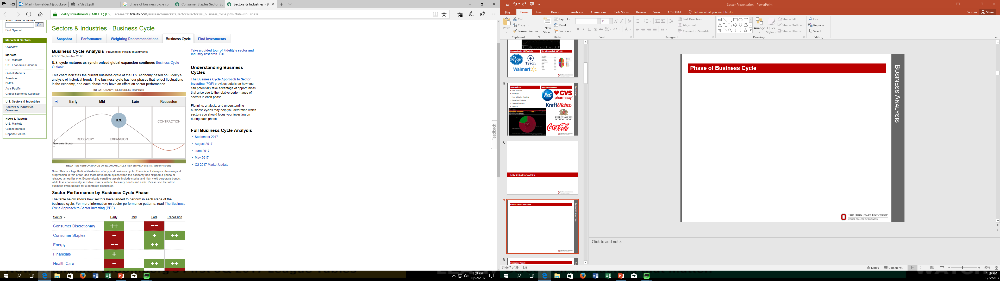 Mail - forwalder.1@buckeye
a7da32.pdf
phase of business cycle con
Consumer Staples Sector Bu
Sectors & Industries - B
Fidelity Investments (FMR LLC) [US]
eresearch.fidelity.com/eresearch/markets_sectors/sectors/si_business_cycle.jhtml?tab=sibusiness
Go
Find Symbol
Markets & Sectors
Overview
Markets
U.S. Markets
U.S. Economic Calendar
Global Markets
Americas
EMEA
Asia-Pacific
Global Economic Calendar
U.S. Sectors & Industries
Sectors & Industries
Overview
News & Reports
U.S. Markets
Global Markets
Reports Search
Sectors & Industries - Business Cycle
Snapshot
Performance
Weighting Recommendations
Business Cycle
Find Investments
Business Cycle Analysis Provided by Fidelity Investments
AS OF September 2017
U.S. cycle matures as synchronized global expansion continues Business Cycle
Outlook
This chart indicates the current business cycle of the U.S. economy based on Fidelity's
analysis of historical trends. The business cycle has four phases that reflect fluctuations
in the economy, and each phase may have an effect on sector performance.
INFLATIONARY PRESSURES / Red=High
Early Mid Late Recession
U.S.
CONTRACTION
RECOVERY EXPANSION
+
Economic Growth
–
RELATIVE PERFORMANCE OF ECONOMICALLY SENSITIVE ASSETS / Green=Strong
Note: This is a hypothetical illustration of a typical business cycle. There is not always a chronological
progression in this order, and there have been cycles when the economy has skipped a phase or
retraced an earlier one. Economically sensitive assets include stocks and high-yield corporate bonds,
while less economically sensitive assets include Treasury bonds and cash. Please see the latest
business cycle update for a complete discussion.
Sector Performance by Business Cycle Phase
The table below shows how sectors have tended to perform in each stage of the
business cycle. For more information on sector performance patterns, read The Business
Cycle Approach to Sector Investing (PDF).
Sector Early Mid Late Recession
Consumer Discretionary ++ --
Consumer Staples - + ++
Energy -- ++
Financials +
Health Care - ++ ++
Take a guided tour of Fidelity's sector and
industry research.
Understanding Business
Cycles
The Business Cycle Approach to Sector
Investing (PDF) provides details on how you
can potentially take advantage of opportunities
that arise due to the relative performance of
sectors in each phase.
Planning, analysis, and understanding
business cycles may help you determine which
sectors you should focus your investing on
during each phase.
Full Business Cycle Analysis
• September 2017
• August 2017
• June 2017
• May 2017
• Q2 2017 Market Update
[-] Feedback
1:59 PM
10/22/2017
Sector Presentation - PowerPoint
File Home Insert Design Transitions Animations Slide Show Review View ACROBAT Tell me what you want to do...
Sign in Share
Paste
Cut
Copy
Format Painter
Clipboard
New
Slide
Layout
Reset
Section
Slides
11
B I U S abc AV Aa A
Font
Text Direction
Align Text
Convert to SmartArt
Paragraph
Arrange
Quick
Styles
Shape Fill
Shape Outline
Shape Effects
Drawing
Find
Replace
Select
Editing
Companies in SIM Portfolio
As a Percent of S&P 500
Kroger
Tyson
Walmart
5
Sub-Sectors
Major Companies
Overview
• Food Products
• Beverages
• Food & Staples Retailing
• Household Products
• Personal Products
• Tobacco
P&G
CVS
pharmacy
KraftHeinz
PHILIP MORRIS
INTERNATIONAL
Coca-Cola
6
II. BUSINESS ANALYSIS
7
Phase of Business Cycle
Business Analysis
8
Consumer Trends
Phase of Business Cycle
Business Analysis
The Ohio State Universit
FISHER COLLEGE OF BUSINESS
Click to add notes
Slide 7 of 39
Notes
Comments
90%
1:59 PM
10/22/2017